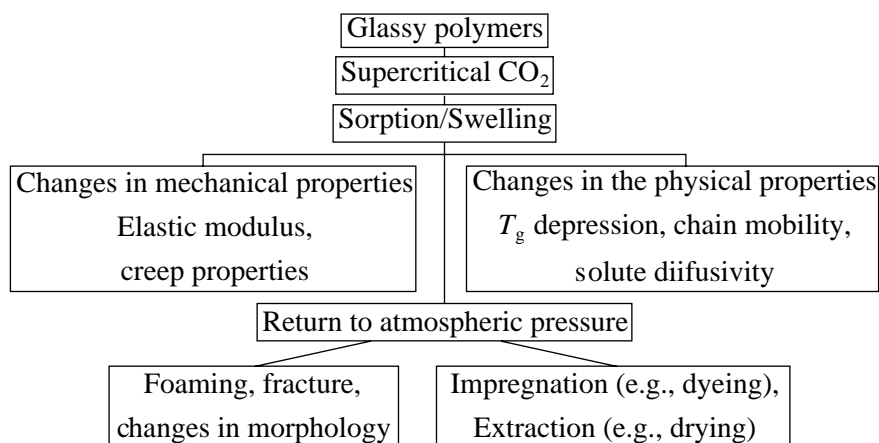 Glassy polymers
Supercritical CO₂
Sorption/Swelling
Changes in mechanical properties
Elastic modulus,
creep properties
Changes in the physical properties
Tg depression, chain mobility,
solute diifusivity
Return to atmospheric pressure
Foaming, fracture,
changes in morphology
Impregnation (e.g., dyeing),
Extraction (e.g., drying)